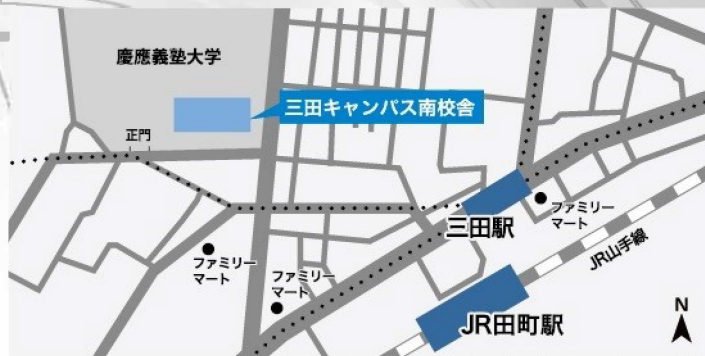 慶應義塾大学
三田キャンパス南校舎
正門
ファミリー
マート
三田駅
JR山手線
ファミリー
マート
ファミリー
マート
JR田町駅
N